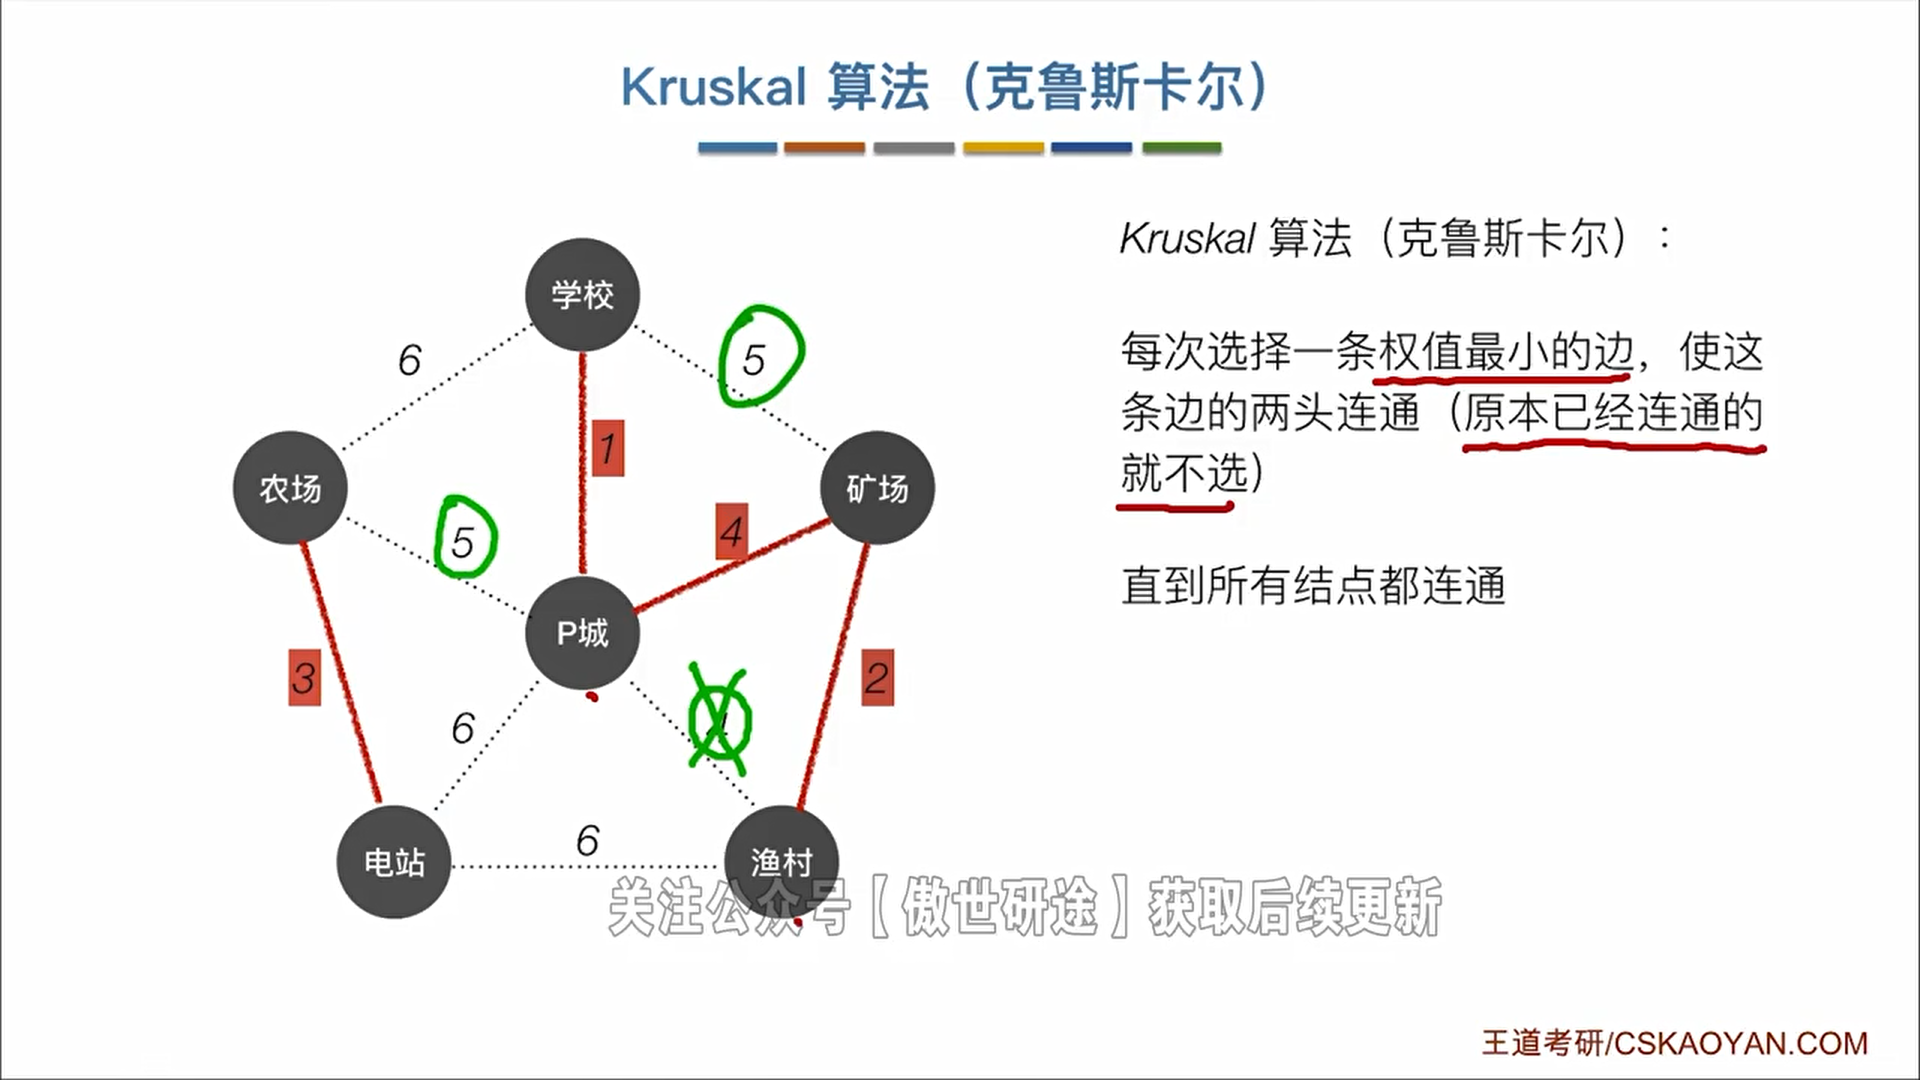 Kruskal 算法（克鲁斯卡尔）
Kruskal 算法（克鲁斯卡尔）：
每次选择一条权值最小的边，使这
条边的两头连通（原本已经连通的
就不选）
直到所有结点都连通
学校
6
5
1
农场
矿场
5
4
P城
3
2
6
6
电站
渔村
关注公众号【傲世研途】获取后续更新
王道考研/CSKAOYAN.COM